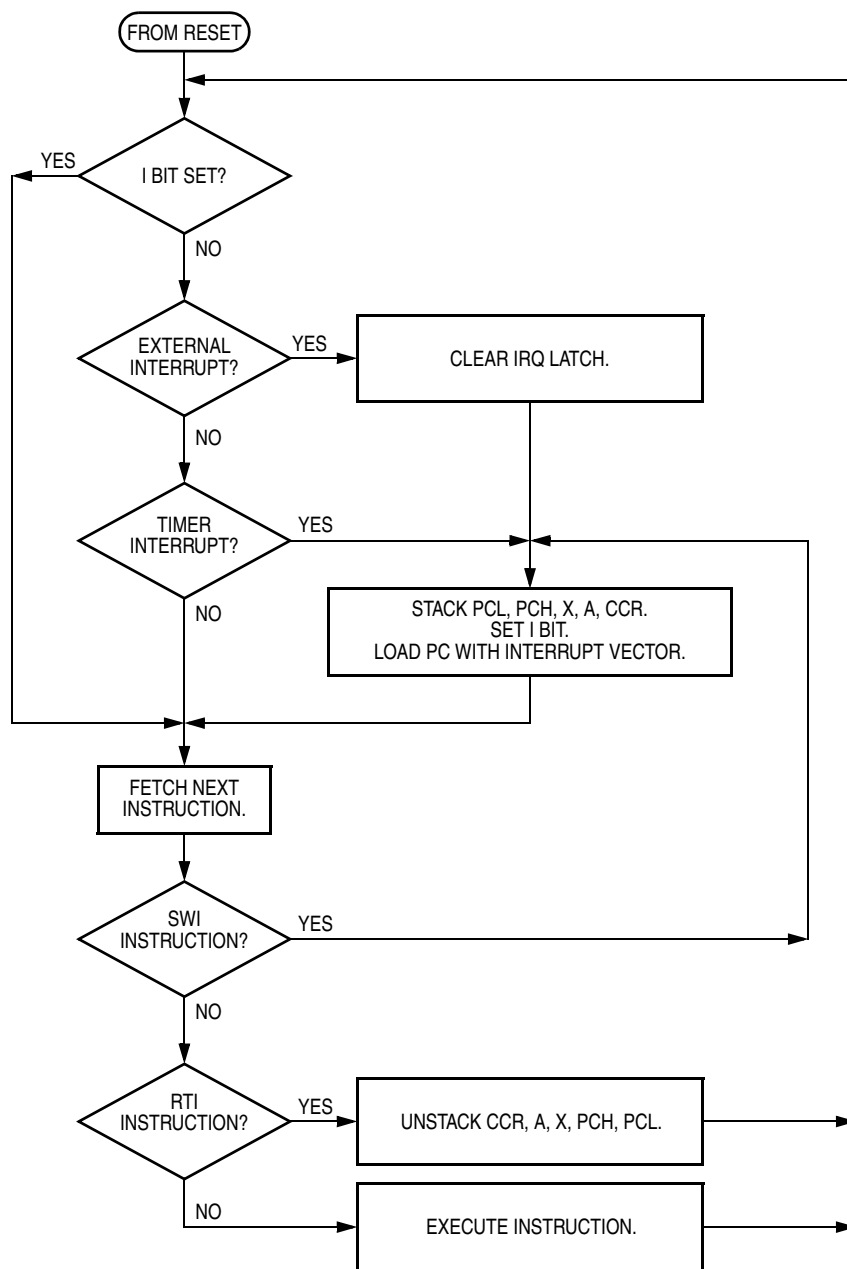 FROM RESET
YES
I BIT SET?
NO
EXTERNAL
INTERRUPT?
YES
CLEAR IRQ LATCH.
NO
TIMER
INTERRUPT?
YES
NO
STACK PCL, PCH, X, A, CCR.
SET I BIT.
LOAD PC WITH INTERRUPT VECTOR.
FETCH NEXT
INSTRUCTION.
SWI
INSTRUCTION?
YES
NO
RTI
INSTRUCTION?
YES
UNSTACK CCR, A, X, PCH, PCL.
NO
EXECUTE INSTRUCTION.